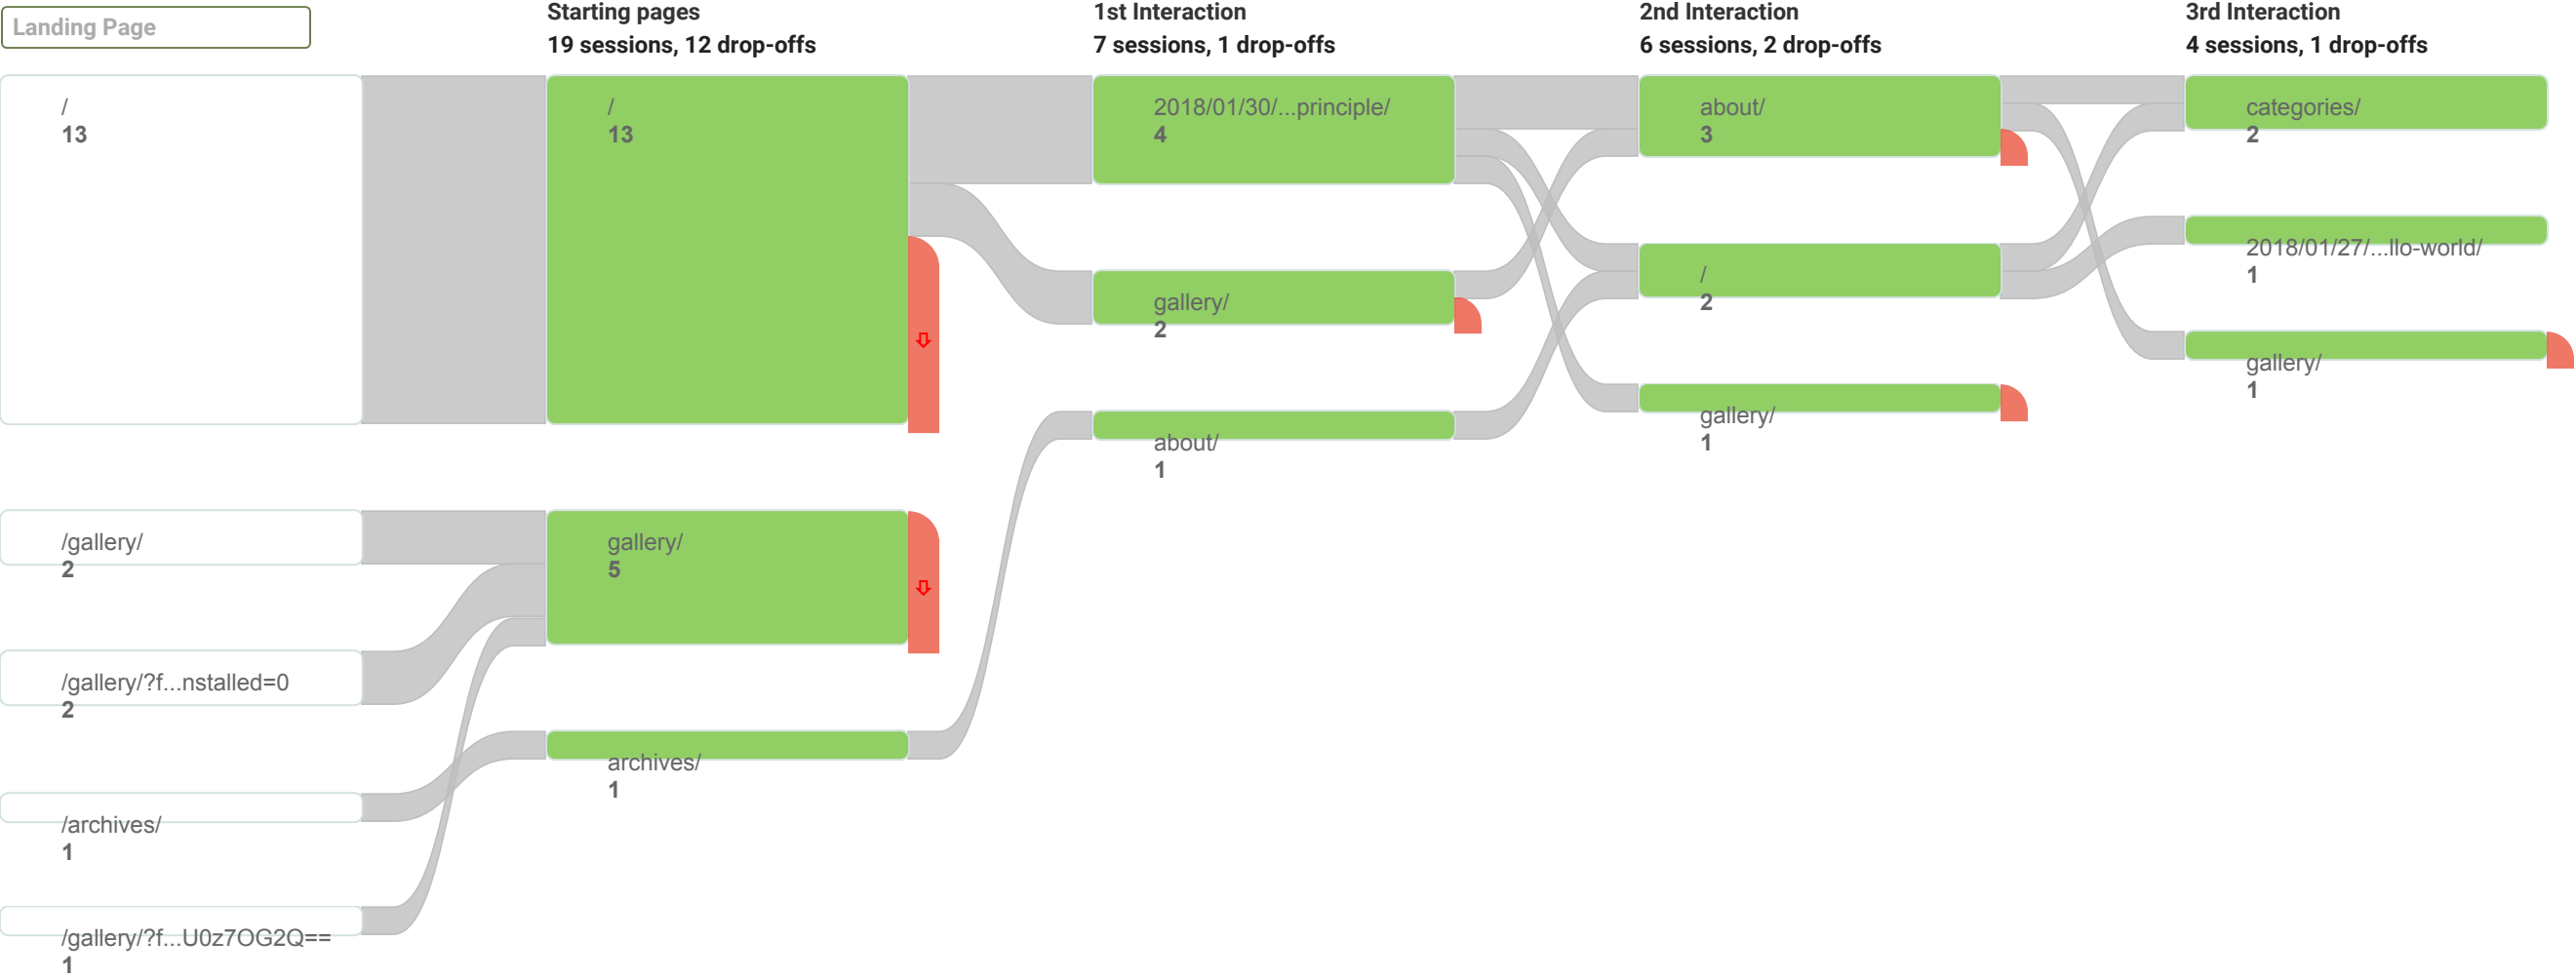 Landing Page
Starting pages
19 sessions, 12 drop-offs
1st Interaction
7 sessions, 1 drop-offs
2nd Interaction
6 sessions, 2 drop-offs
3rd Interaction
4 sessions, 1 drop-offs
/
13
/gallery/
2
/gallery/?f...nstalled=0
2
/archives/
1
/gallery/?f...U0z7OG2Q==
1
/
13
gallery/
5
archives/
1
2018/01/30/...principle/
4
gallery/
2
about/
1
about/
3
/
2
gallery/
1
categories/
2
2018/01/27/...llo-world/
1
gallery/
1